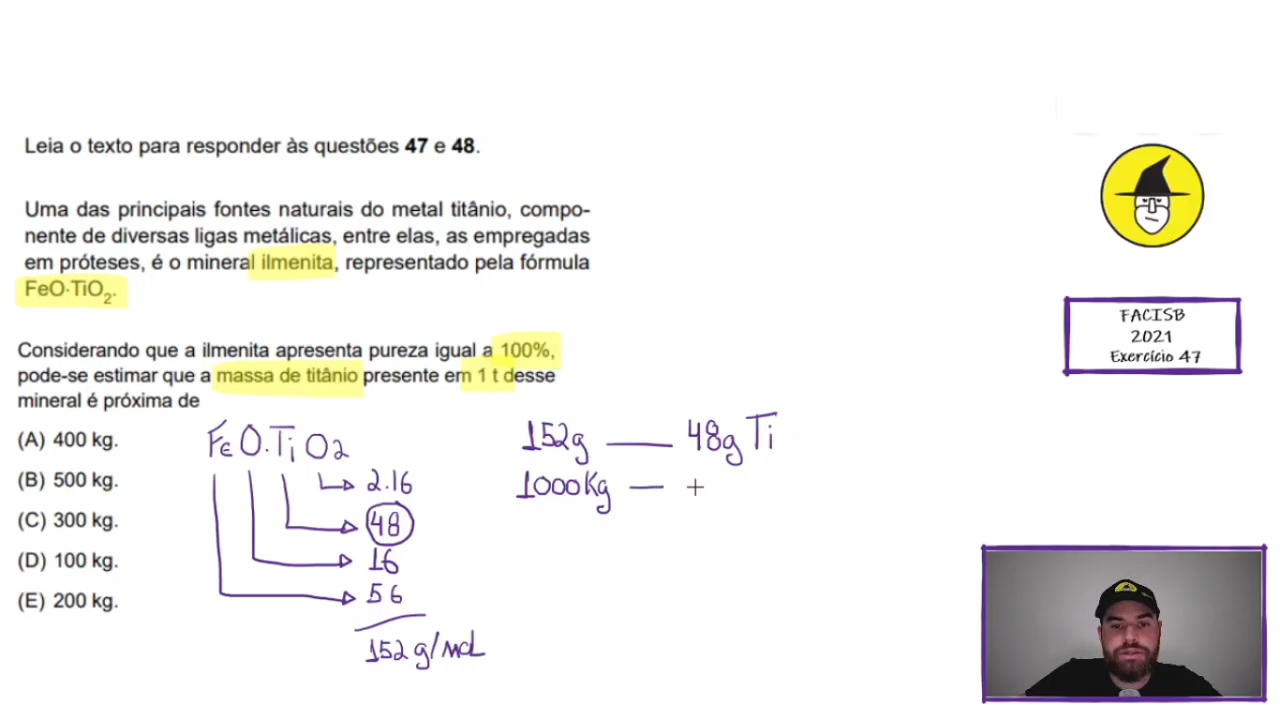 Leia o texto para responder às questões 47 e 48.
Uma das principais fontes naturais do metal titânio, compo-
nente de diversas ligas metálicas, entre elas, as empregadas
em próteses, é o mineral ilmenita, representado pela fórmula
FeO·TiO₂.
Considerando que a ilmenita apresenta pureza igual a 100%,
pode-se estimar que a massa de titânio presente em 1 t desse
mineral é próxima de
(A) 400 kg.
(B) 500 kg.
(C) 300 kg.
(D) 100 kg.
(E) 200 kg.
FeO.TiO2
2.16
48
16
56
152g/mol
152g — 48g Ti
1000Kg —
FACISB
2021
Exercício 47